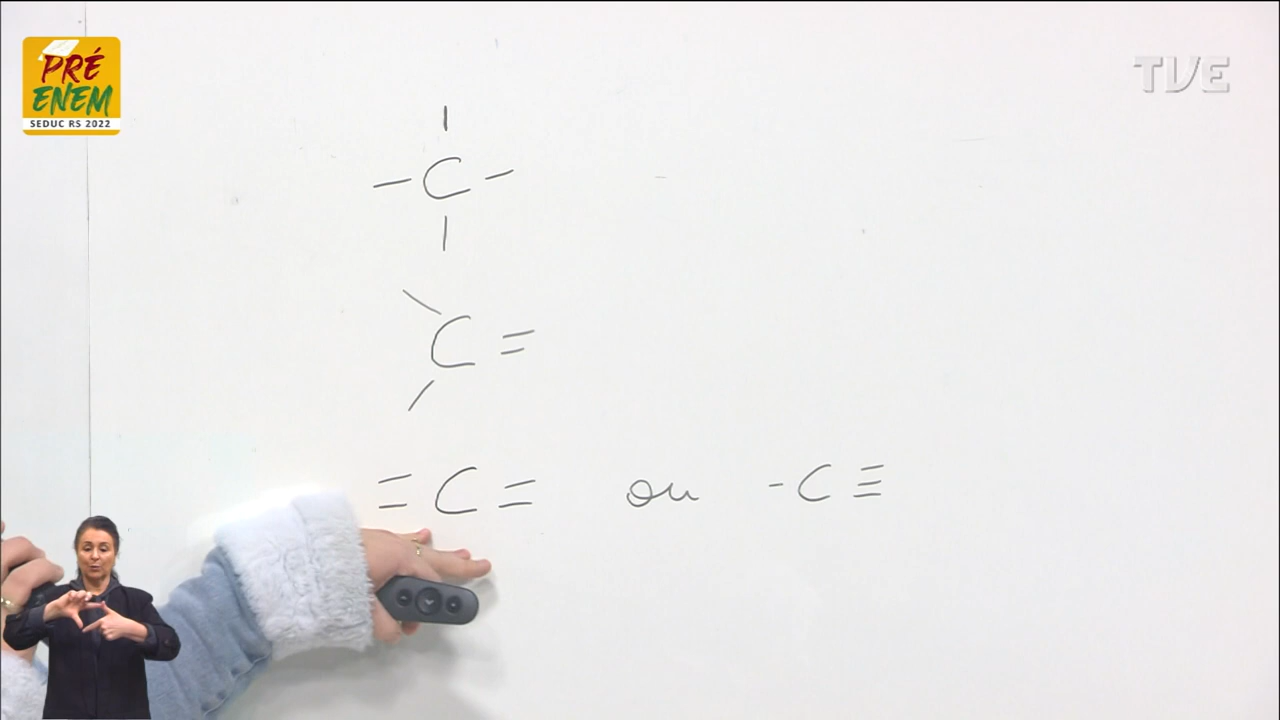 PRÉ
ENEM
SEDUC RS 2022
TVE
C
C =
= C = ou - C ≡